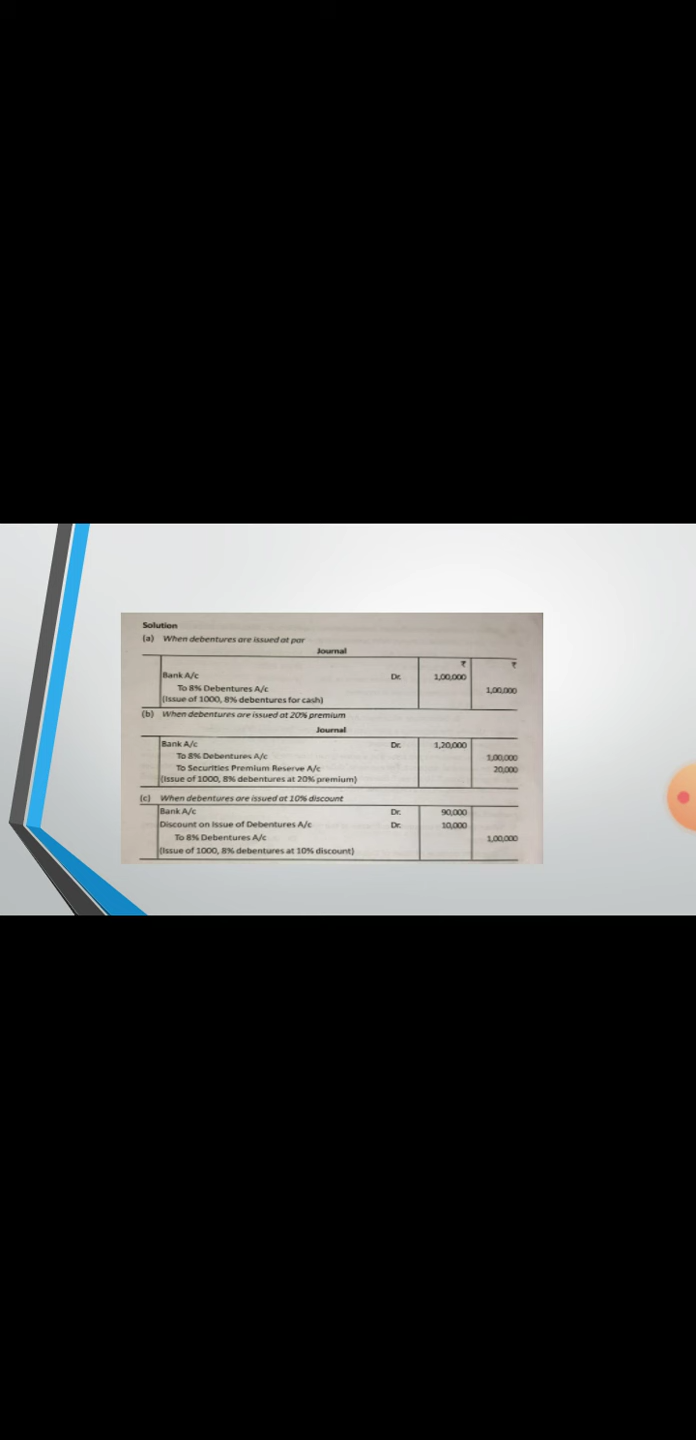 Solution
(a) When debentures are issued at par
Journal
₹ ₹
Bank A/c Dr. 1,00,000
To 8% Debentures A/c 1,00,000
(Issue of 1000, 8% debentures for cash)
(b) When debentures are issued at 20% premium
Journal
Bank A/c Dr. 1,20,000
To 8% Debentures A/c 1,00,000
To Securities Premium Reserve A/c 20,000
(Issue of 1000, 8% debentures at 20% premium)
(c) When debentures are issued at 10% discount
Bank A/c Dr. 90,000
Discount on Issue of Debentures A/c Dr. 10,000
To 8% Debentures A/c 1,00,000
(Issue of 1000, 8% debentures at 10% discount)